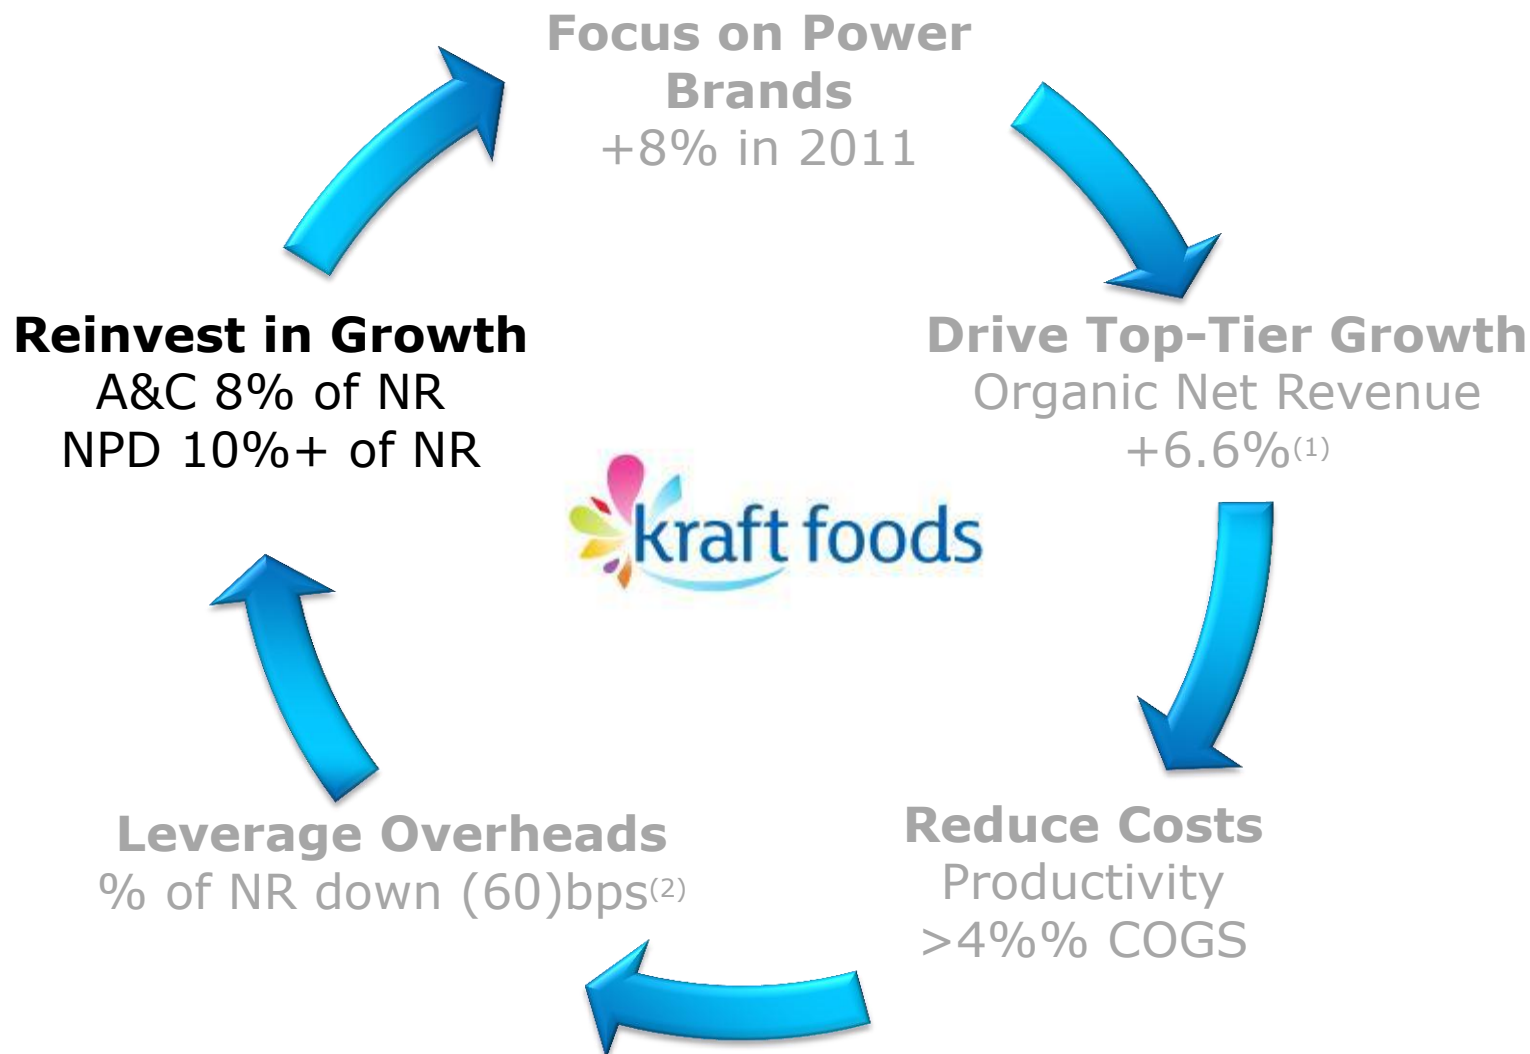 Focus on Power
Brands
+8% in 2011
Drive Top-Tier Growth
Organic Net Revenue
+6.6%(1)
Reduce Costs
Productivity
>4%% COGS
Leverage Overheads
% of NR down (60)bps(2)
Reinvest in Growth
A&C 8% of NR
NPD 10%+ of NR
kraft foods